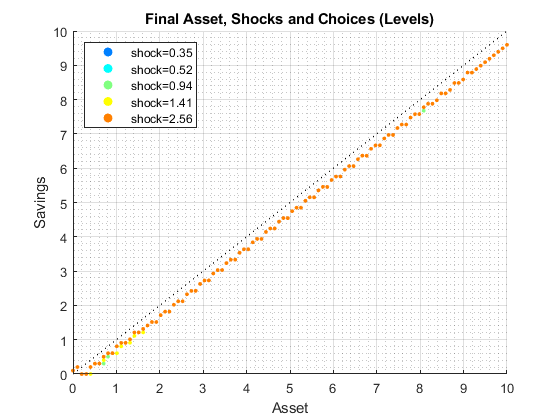 Final Asset, Shocks and Choices (Levels)
10
9
8
7
6
5
4
3
2
1
0
Savings
shock=0.35
shock=0.52
shock=0.94
shock=1.41
shock=2.56
0 1 2 3 4 5 6 7 8 9 10
Asset